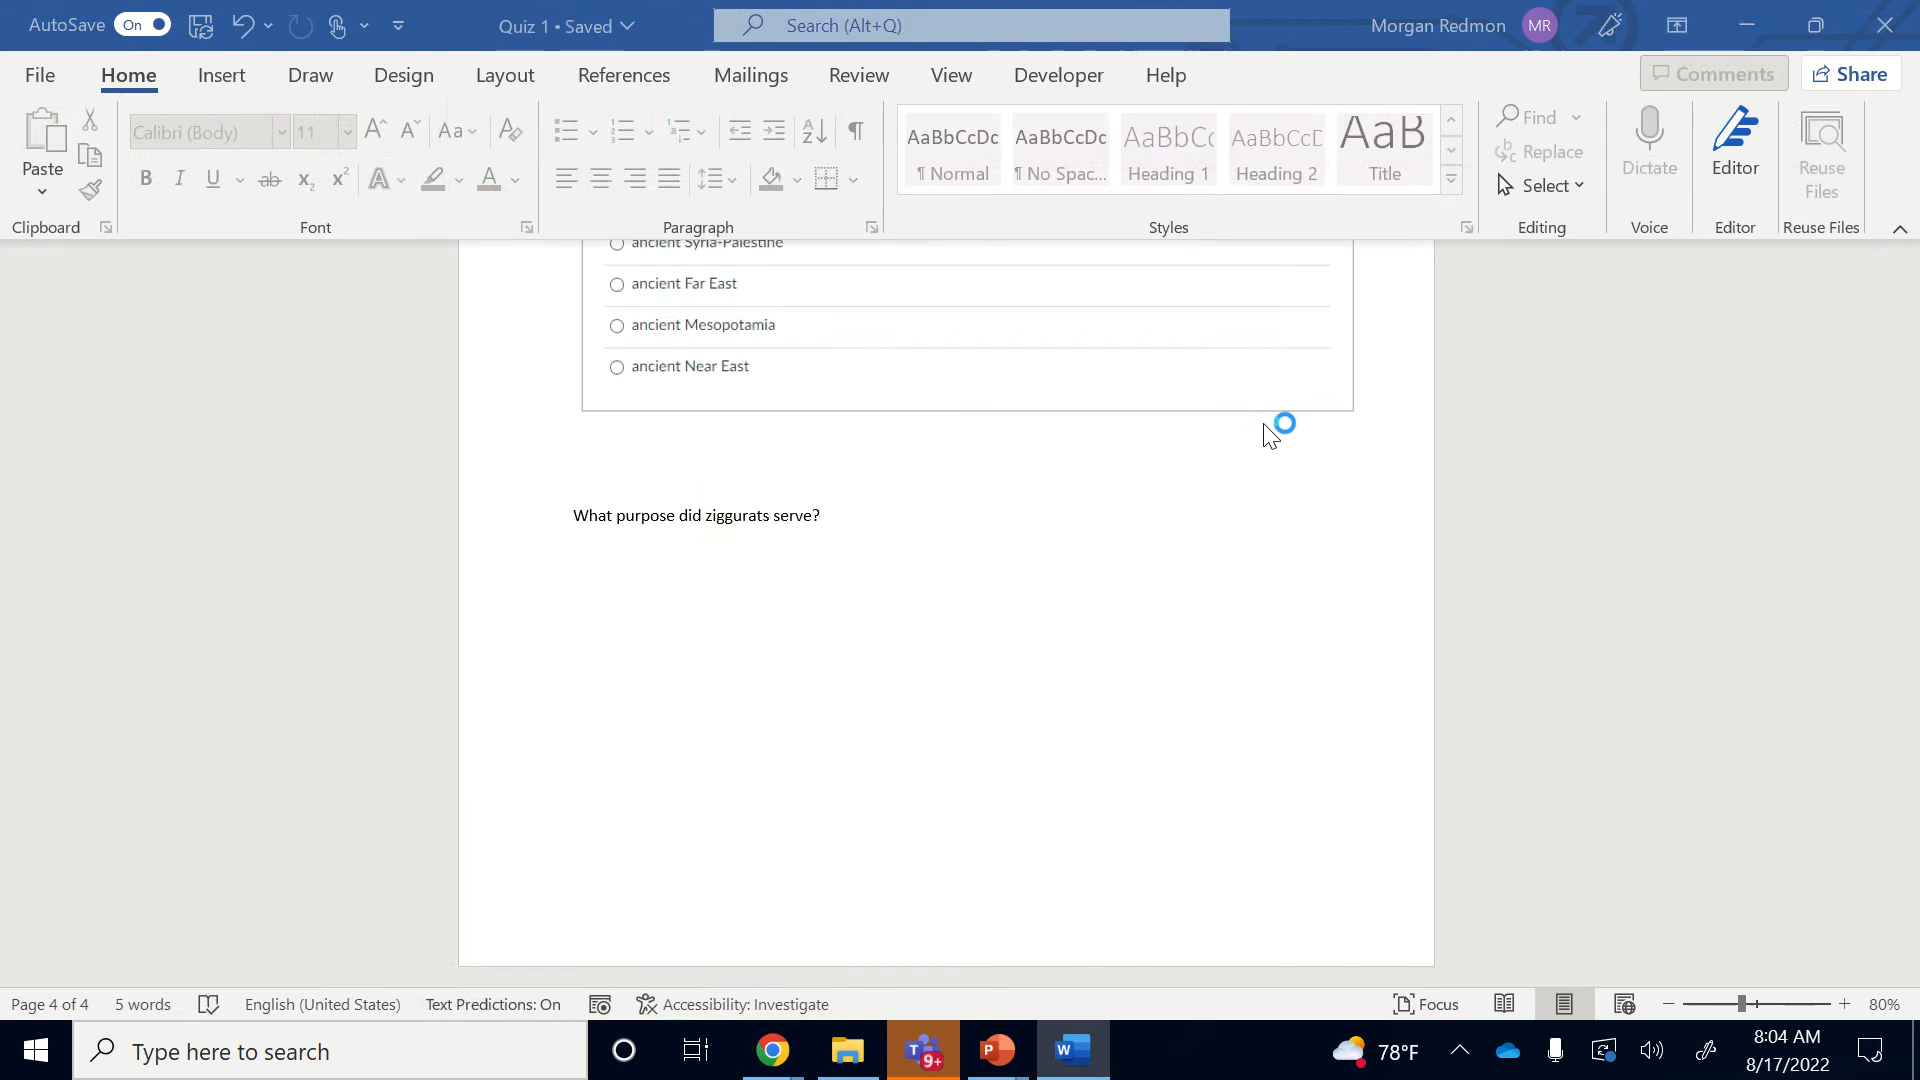 AutoSave On Quiz 1 • Saved Search (Alt+Q) Morgan Redmon MR
File Home Insert Draw Design Layout References Mailings Review View Developer Help Comments Share
Paste
Calibri (Body) 11 Aa
AaBbCcDc AaBbCcDc AaBbCc AaBbCcD AaB
¶ Normal ¶ No Spac... Heading 1 Heading 2 Title
Find
Replace
Select
Dictate
Editor
Reuse
Files
Clipboard Font Paragraph Styles Editing Voice Editor Reuse Files
ancient Syria-Palestine
ancient Far East
ancient Mesopotamia
ancient Near East
What purpose did ziggurats serve?
Page 4 of 4 5 words English (United States) Text Predictions: On Accessibility: Investigate Focus 80%
Type here to search 9+ 78°F 8:04 AM
8/17/2022